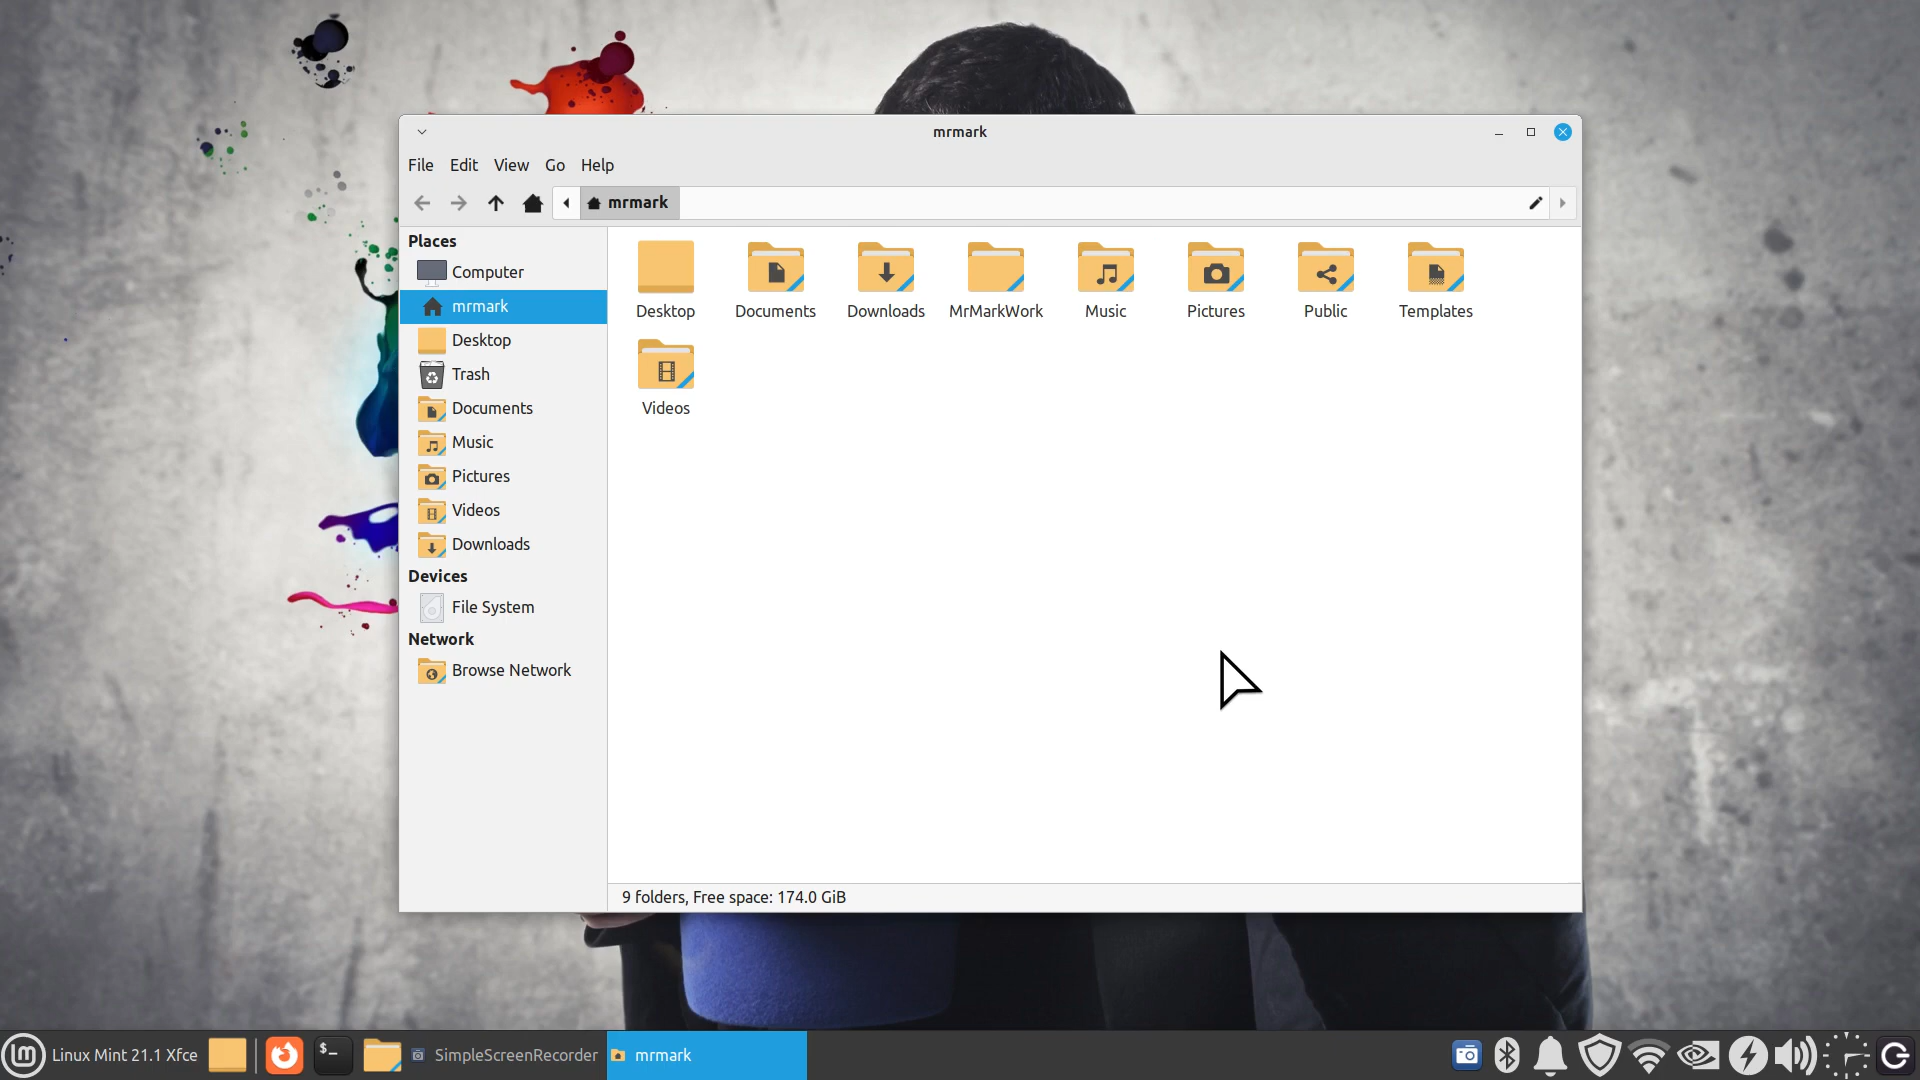 mrmark
File Edit View Go Help
mrmark
Places
Computer
mrmark
Desktop
Trash
Documents
Music
Pictures
Videos
Downloads
Devices
File System
Network
Browse Network
Desktop Documents Downloads MrMarkWork Music Pictures Public Templates
Videos
9 folders, Free space: 174.0 GiB
Linux Mint 21.1 Xfce $_ SimpleScreenRecorder mrmark